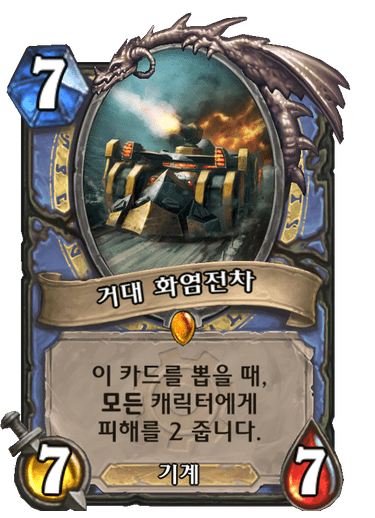 7
거대 화염전차
이 카드를 뽑을 때,
모든 캐릭터에게
피해를 2 줍니다.
7
기계
7